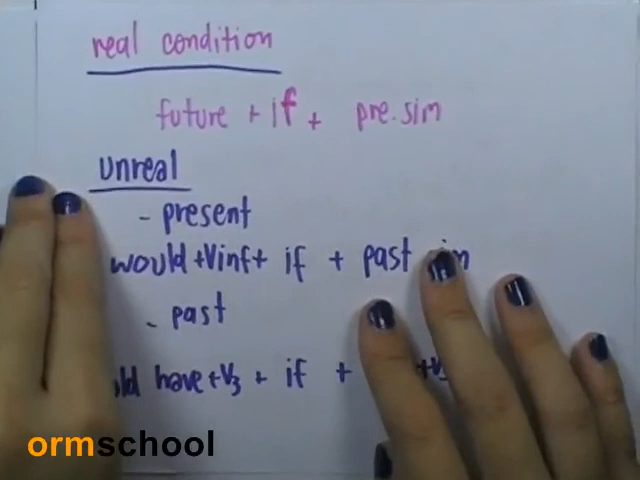 real condition
future + if + pre.sim
unreal
- present
would +Vinf+ if + past
- past
have +V3 + if +
ormschool